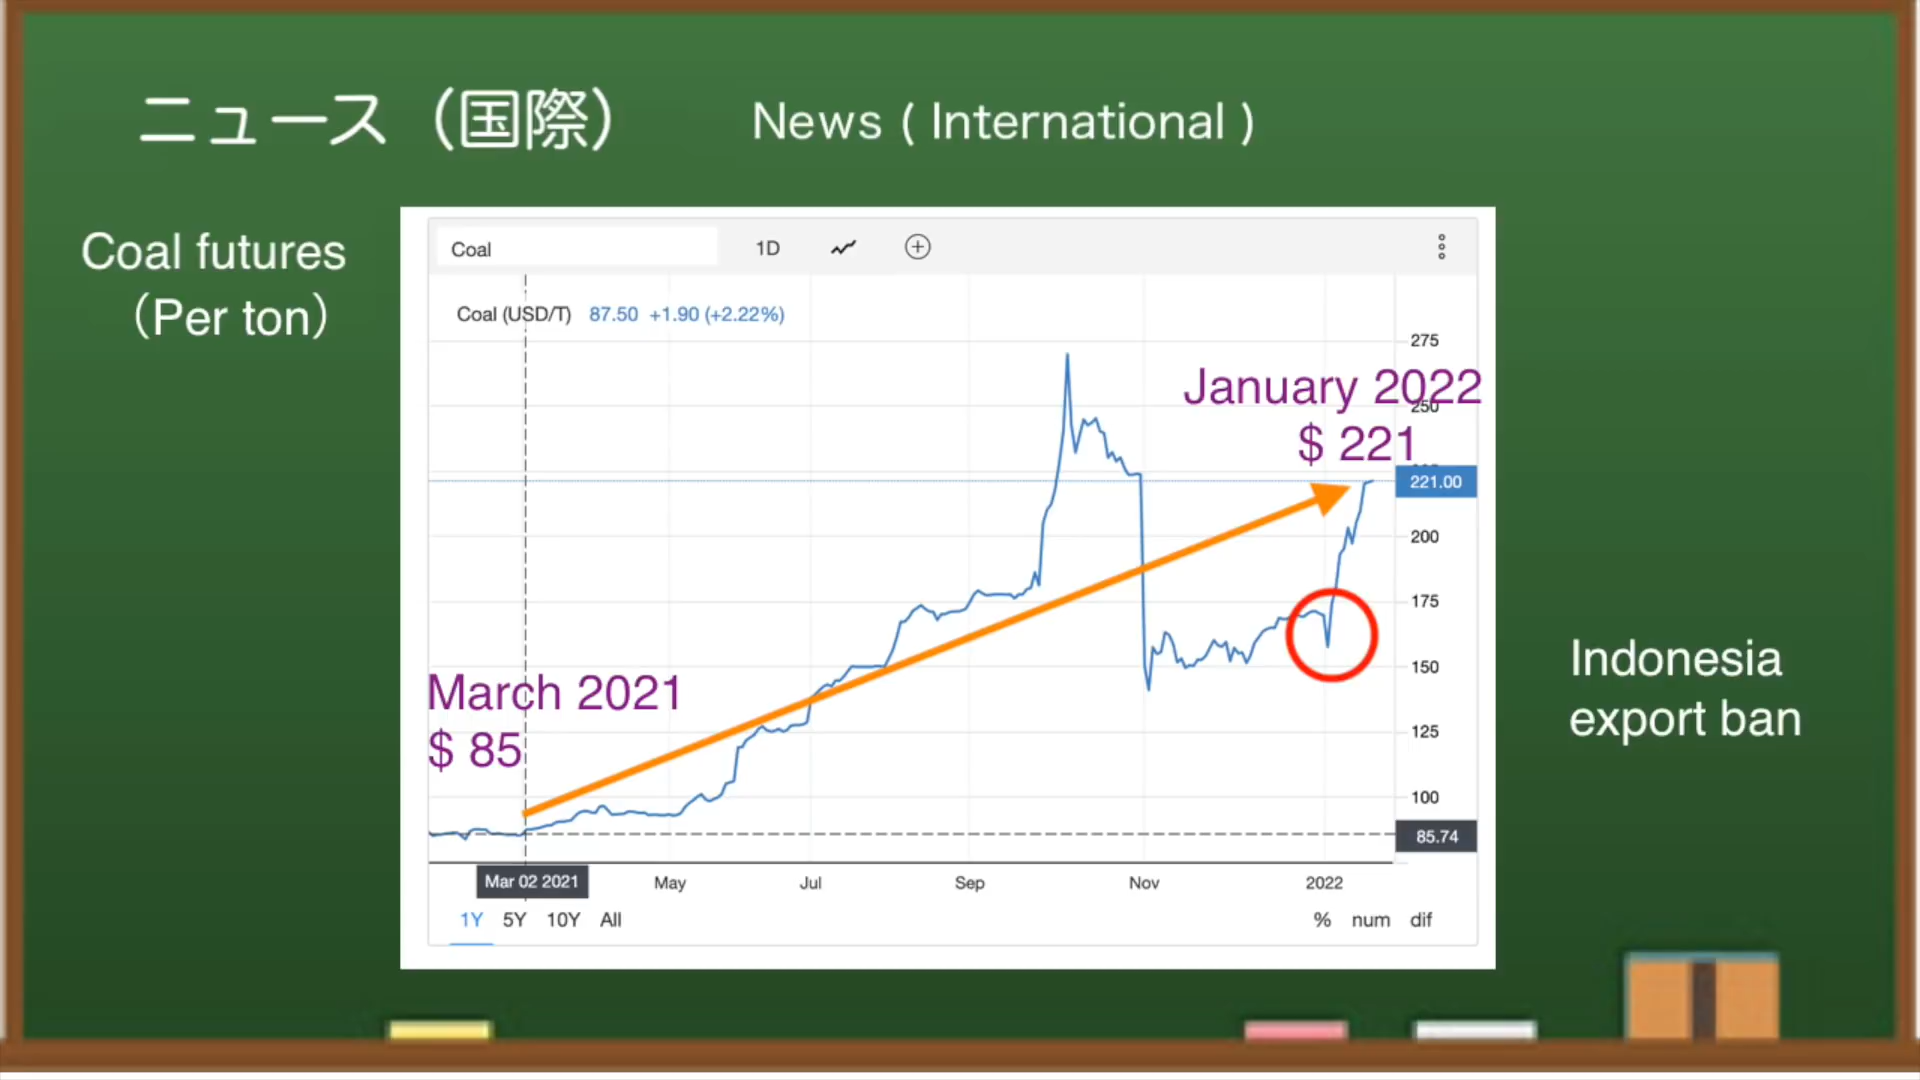 ニュース（国際） News ( International )
Coal futures
（Per ton）
Coal 1D
Coal (USD/T) 87.50 +1.90 (+2.22%)
275
January 2022
250
$ 221
221.00
200
175
Indonesia
export ban
150
March 2021
125
$ 85
100
85.74
Mar 02 2021 May Jul Sep Nov 2022
1Y 5Y 10Y All % num dif